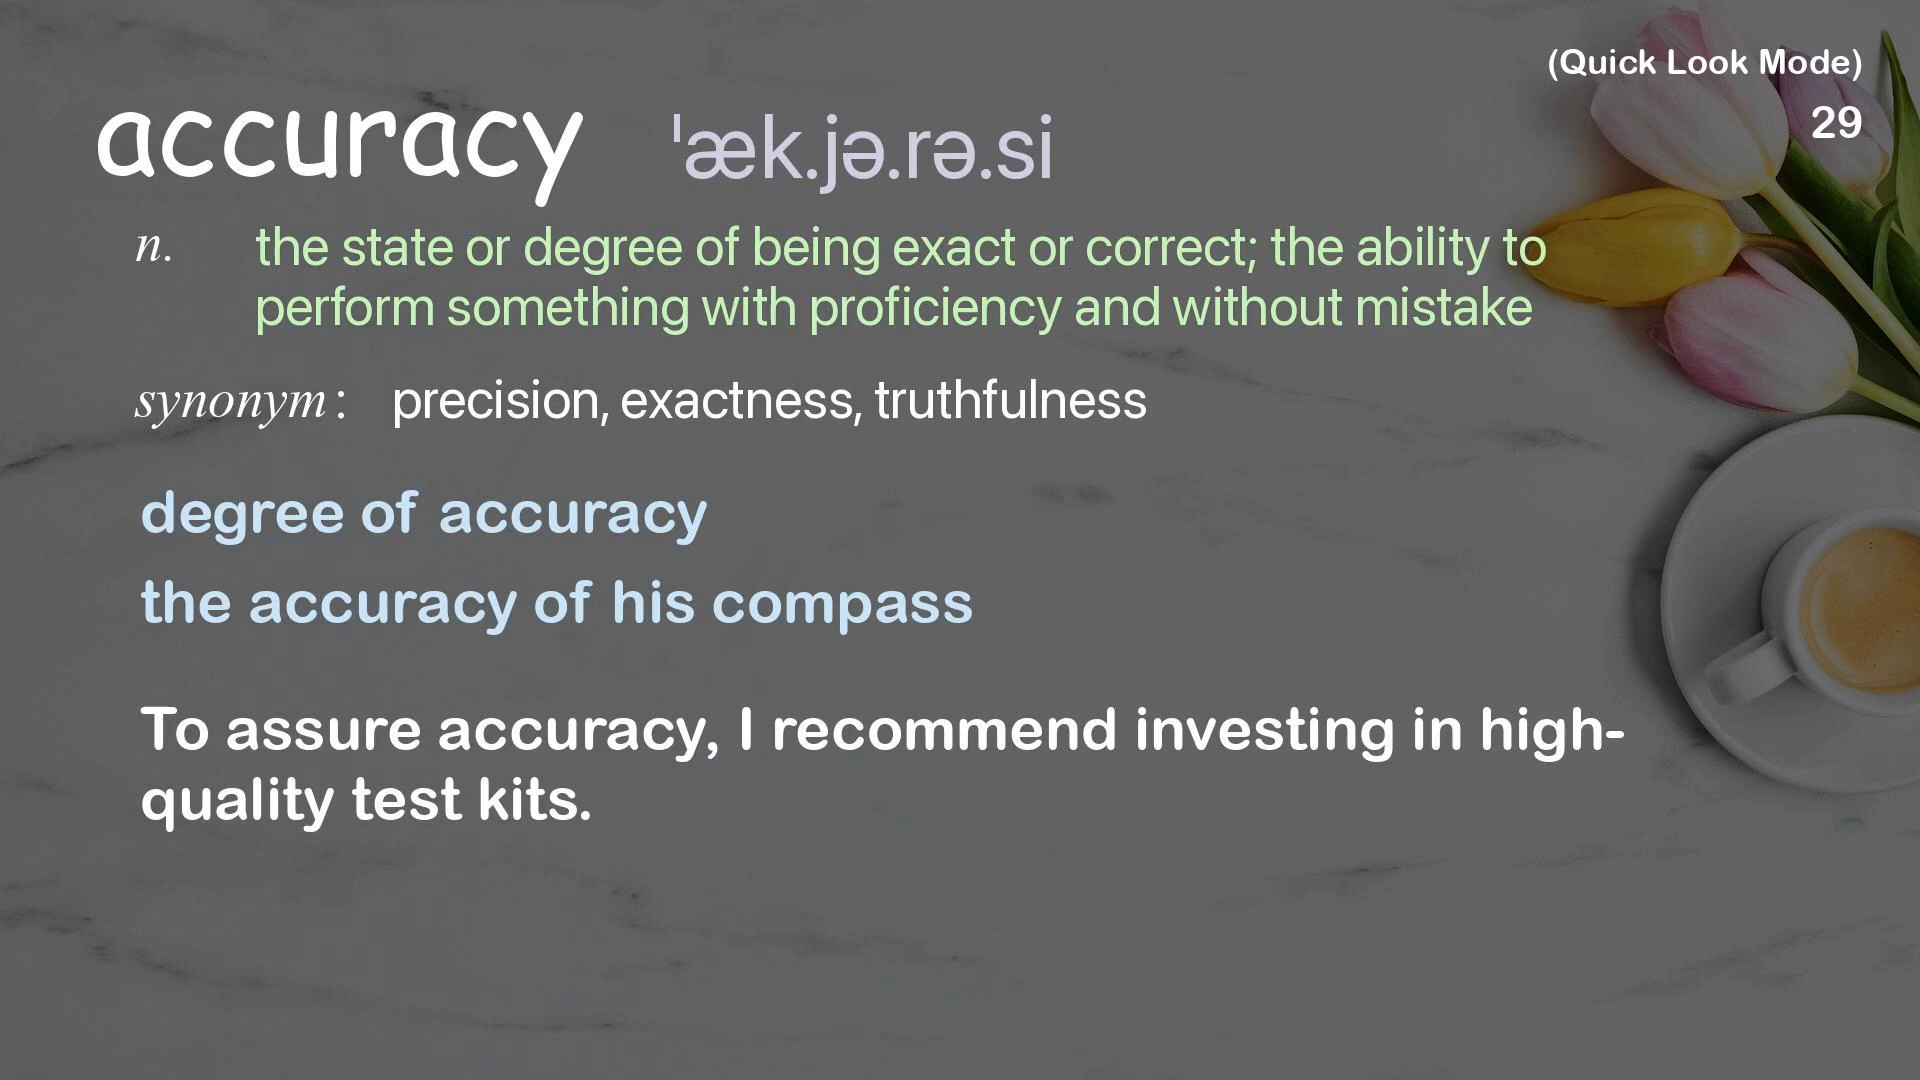 (Quick Look Mode)
29
accuracy ˈæk.jə.rə.si
n. the state or degree of being exact or correct; the ability to
perform something with proficiency and without mistake
synonym: precision, exactness, truthfulness
degree of accuracy
the accuracy of his compass
To assure accuracy, I recommend investing in high-
quality test kits.